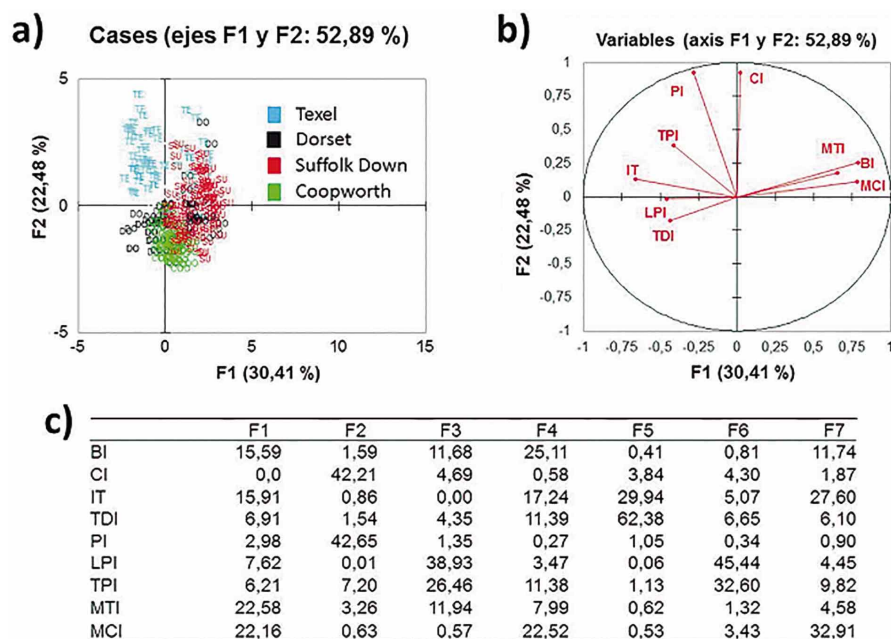 a)
Cases (ejes F1 y F2: 52,89 %)
5
0
-5
-5
0
5
10
15
F2 (22,48 %)
F1 (30,41 %)
Texel
Dorset
Suffolk Down
Coopworth
TE
DO
SU
b)
Variables (axis F1 y F2: 52,89 %)
1
0,75
0,5
0,25
0
-0,25
-0,5
-0,75
-1
-1
-0,75
-0,5
-0,25
0
0,25
0,5
0,75
1
F2 (22,48 %)
F1 (30,41 %)
PI
CI
TPI
MTI
BI
IT
MCI
LPI
TDI
c)
F1 F2 F3 F4 F5 F6 F7
BI 15,59 1,59 11,68 25,11 0,41 0,81 11,74
CI 0,0 42,21 4,69 0,58 3,84 4,30 1,87
IT 15,91 0,86 0,00 17,24 29,94 5,07 27,60
TDI 6,91 1,54 4,35 11,39 62,38 6,65 6,10
PI 2,98 42,65 1,35 0,27 1,05 0,34 0,90
LPI 7,62 0,01 38,93 3,47 0,06 45,44 4,45
TPI 6,21 7,20 26,46 11,38 1,13 32,60 9,82
MTI 22,58 3,26 11,94 7,99 0,62 1,32 4,58
MCI 22,16 0,63 0,57 22,52 0,53 3,43 32,91